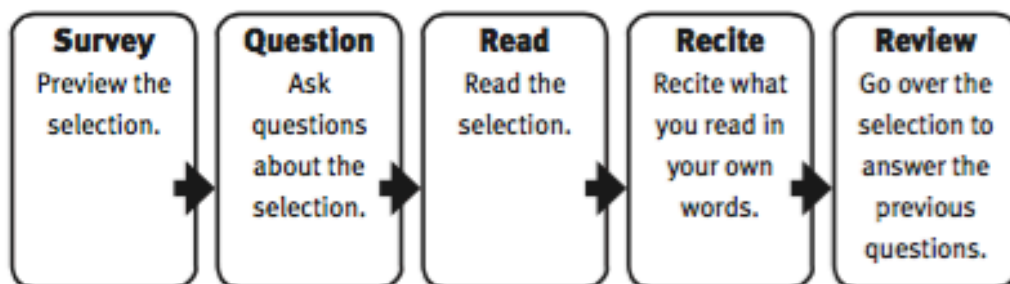 Survey
Preview the
selection.
Question
Ask
questions
about the
selection.
Read
Read the
selection.
Recite
Recite what
you read in
your own
words.
Review
Go over the
selection to
answer the
previous
questions.